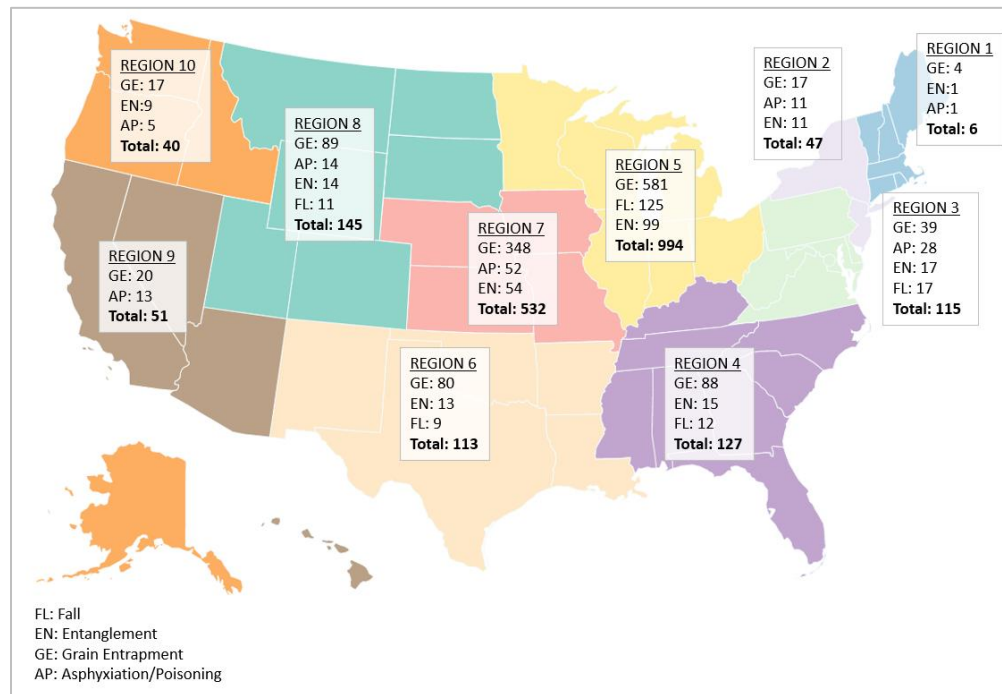 REGION 10
GE: 17
EN:9
AP: 5
Total: 40
REGION 8
GE: 89
AP: 14
EN: 14
FL: 11
Total: 145
REGION 9
GE: 20
AP: 13
Total: 51
REGION 7
GE: 348
AP: 52
EN: 54
Total: 532
REGION 6
GE: 80
EN: 13
FL: 9
Total: 113
REGION 5
GE: 581
FL: 125
EN: 99
Total: 994
REGION 4
GE: 88
EN: 15
FL: 12
Total: 127
REGION 2
GE: 17
AP: 11
EN: 11
Total: 47
REGION 1
GE: 4
EN:1
AP:1
Total: 6
REGION 3
GE: 39
AP: 28
EN: 17
FL: 17
Total: 115
FL: Fall
EN: Entanglement
GE: Grain Entrapment
AP: Asphyxiation/Poisoning